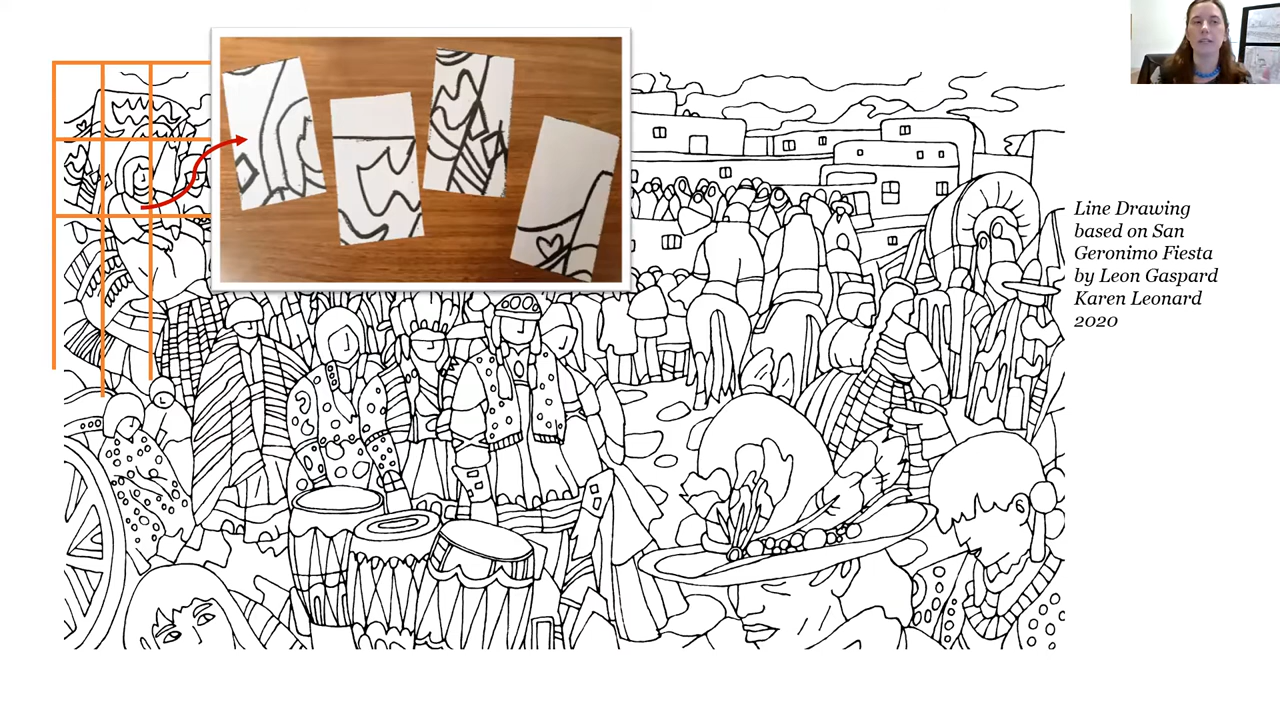 Line Drawing
based on San
Geronimo Fiesta
by Leon Gaspard
Karen Leonard
2020